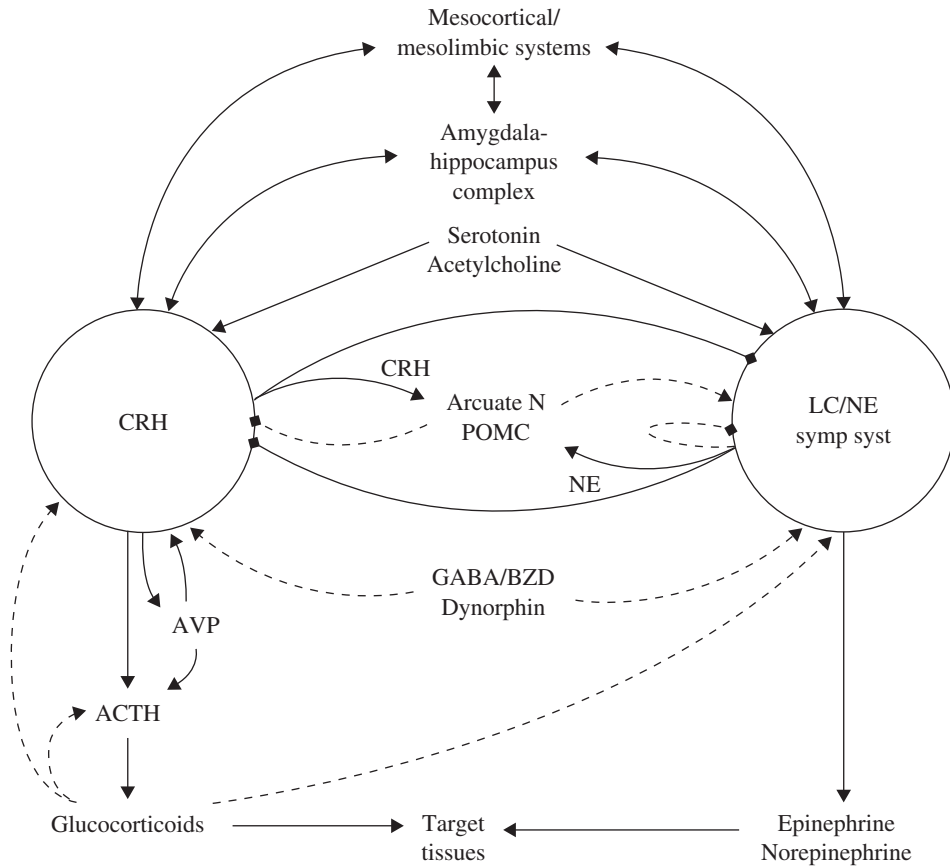 Mesocortical/
mesolimbic systems
Amygdala-
hippocampus
complex
Serotonin
Acetylcholine
CRH
CRH
Arcuate N
POMC
LC/NE
symp syst
NE
GABA/BZD
Dynorphin
AVP
ACTH
Glucocorticoids
Target
tissues
Epinephrine
Norepinephrine